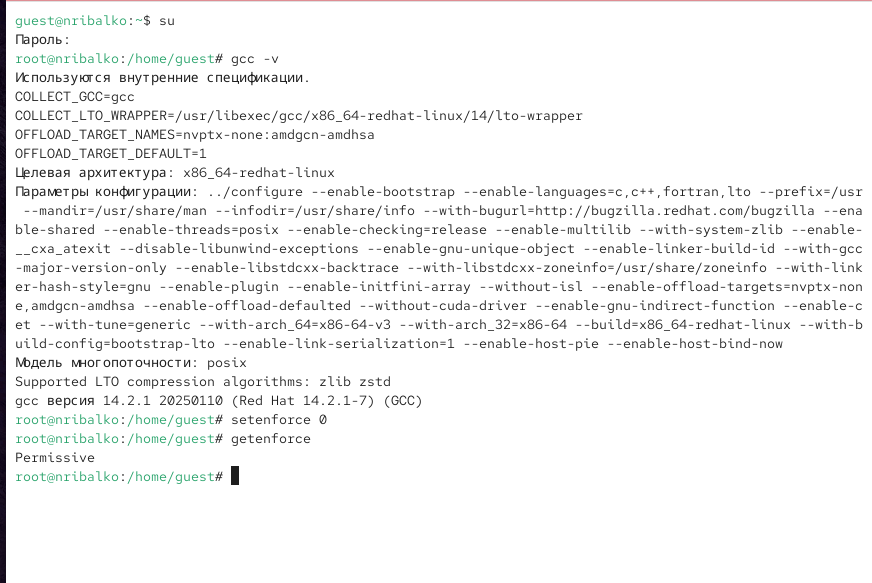 guest@nribalko:~$ su
Пароль:
root@nribalko:/home/guest# gcc -v
Используются внутренние спецификации.
COLLECT_GCC=gcc
COLLECT_LTO_WRAPPER=/usr/libexec/gcc/x86_64-redhat-linux/14/lto-wrapper
OFFLOAD_TARGET_NAMES=nvptx-none:amdgcn-amdhsa
OFFLOAD_TARGET_DEFAULT=1
Целевая архитектура: x86_64-redhat-linux
Параметры конфигурации: ../configure --enable-bootstrap --enable-languages=c,c++,fortran,lto --prefix=/usr
 --mandir=/usr/share/man --infodir=/usr/share/info --with-bugurl=http://bugzilla.redhat.com/bugzilla --ena
ble-shared --enable-threads=posix --enable-checking=release --enable-multilib --with-system-zlib --enable-
__cxa_atexit --disable-libunwind-exceptions --enable-gnu-unique-object --enable-linker-build-id --with-gcc
-major-version-only --enable-libstdcxx-backtrace --with-libstdcxx-zoneinfo=/usr/share/zoneinfo --with-link
er-hash-style=gnu --enable-plugin --enable-initfini-array --without-isl --enable-offload-targets=nvptx-non
e,amdgcn-amdhsa --enable-offload-defaulted --without-cuda-driver --enable-gnu-indirect-function --enable-c
et --with-tune=generic --with-arch_64=x86-64-v3 --with-arch_32=x86-64 --build=x86_64-redhat-linux --with-b
uild-config=bootstrap-lto --enable-link-serialization=1 --enable-host-pie --enable-host-bind-now
Модель многопоточности: posix
Supported LTO compression algorithms: zlib zstd
gcc версия 14.2.1 20250110 (Red Hat 14.2.1-7) (GCC)
root@nribalko:/home/guest# setenforce 0
root@nribalko:/home/guest# getenforce
Permissive
root@nribalko:/home/guest#